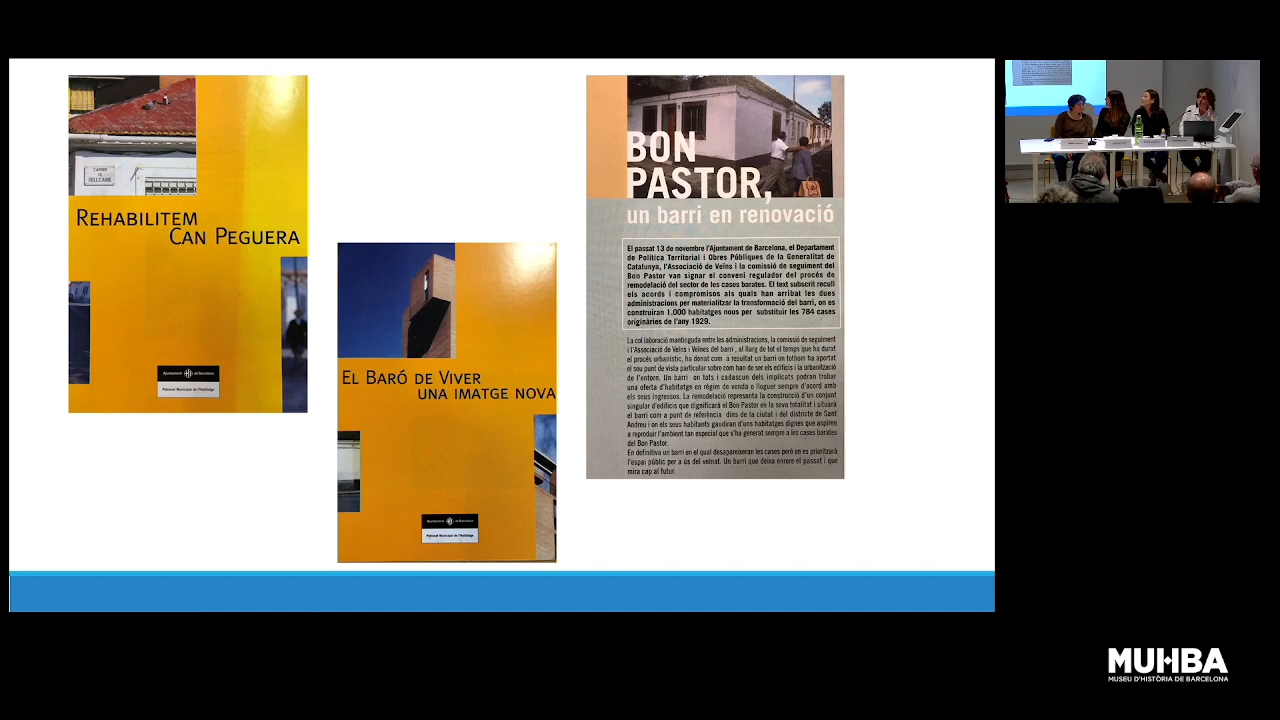 CARRER
DE
BELLCAIRE
REHABILITEM
CAN PEGUERA
Ajuntament de Barcelona
Patronat Municipal de l'Habitatge
EL BARÓ DE VIVER
UNA IMATGE NOVA
Ajuntament de Barcelona
Patronat Municipal de l'Habitatge
BON
PASTOR,
un barri en renovació
El passat 13 de novembre l'Ajuntament de Barcelona, el Departament
de Política Territorial i Obres Públiques de la Generalitat de
Catalunya, l'Associació de Veïns i la comissió de seguiment del
Bon Pastor van signar el conveni regulador del procés de
remodelació del sector de les cases barates. El text subscrit recull
els acords i compromisos als quals han arribat les dues
administracions per materialitzar la transformació del barri, on es
construiran 1.000 habitatges nous per substituir les 784 cases
originàries de l'any 1929.
La col·laboració mantinguda entre les administracions, la comissió de seguiment
i l'Associació de Veïns i Veïnes del barri , al llarg de tot el temps que ha durat
el procés urbanístic, ha donat com a resultat un barri on tothom ha aportat
el seu punt de vista particular sobre com han de ser els edificis i la urbanització
de l'entorn. Un barri on tots i cadascun dels implicats podran trobar
una oferta d'habitatge en règim de venda o lloguer sempre d'acord amb
els seus ingressos. La remodelació representa la construcció d'un conjunt
singular d'edificis que dignificarà el Bon Pastor en la seva totalitat i situarà
el barri com a punt de referència dins de la ciutat i del districte de Sant
Andreu i on els seus habitants gaudiran d'uns habitatges dignes que aspiren
a reproduir l'ambient tan especial que s'ha generat sempre a les cases barates
del Bon Pastor.
En definitiva un barri en el qual desapareixeran les cases però on es prioritzarà
l'espai públic per a ús del veïnat. Un barri que deixa enrere el passat i que
mira cap al futur.
MUHBA
MUSEU D'HISTÒRIA DE BARCELONA